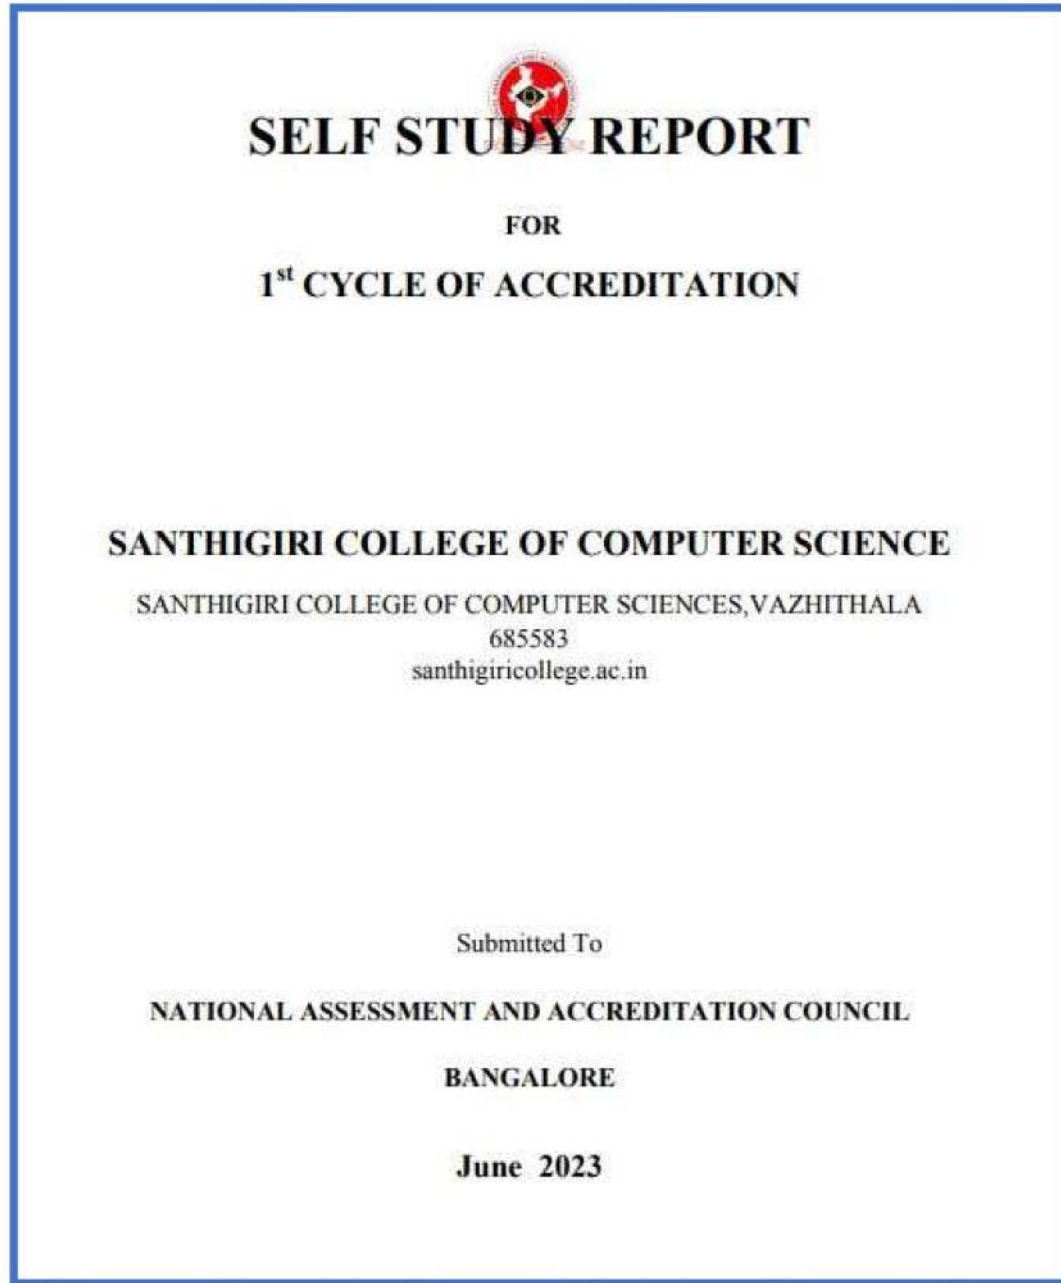 SELF STUDY REPORT
FOR
1st CYCLE OF ACCREDITATION
SANTHIGIRI COLLEGE OF COMPUTER SCIENCE
SANTHIGIRI COLLEGE OF COMPUTER SCIENCES,VAZHITHALA
685583
santhigiricollege.ac.in
Submitted To
NATIONAL ASSESSMENT AND ACCREDITATION COUNCIL
BANGALORE
June 2023